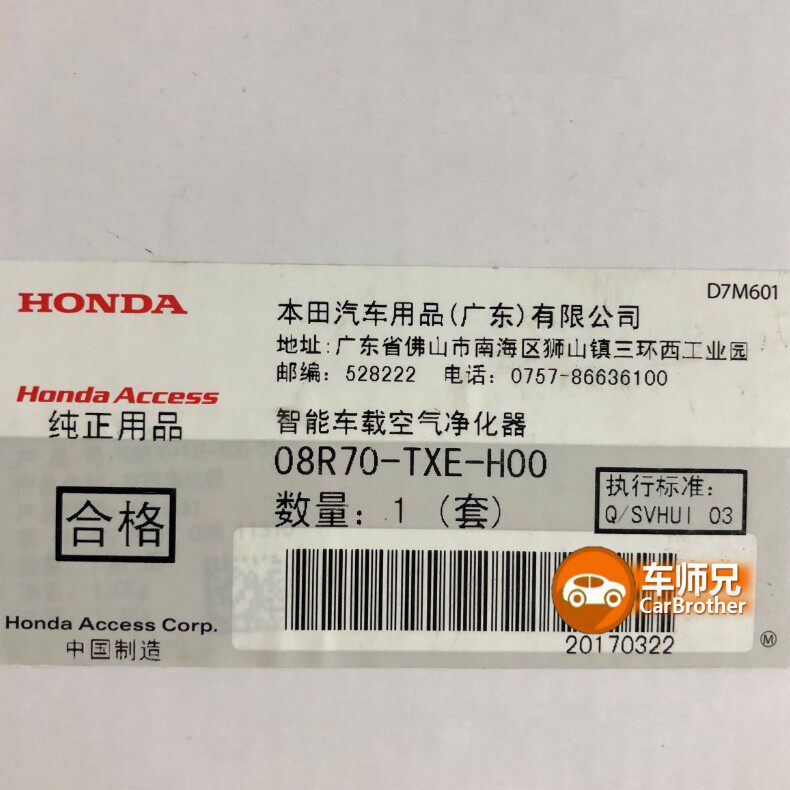 D7M601
HONDA
本田汽车用品(广东)有限公司
地址:广东省佛山市南海区狮山镇三环西工业园
邮编: 528222 电话: 0757-86636100
Honda Access
纯正用品
智能车载空气净化器
08R70-TXE-H00
数量: 1 (套)
执行标准:
Q/SVHUI 03
合格
车师兄
CarBrother
Honda Access Corp.
中国制造
20170322
M